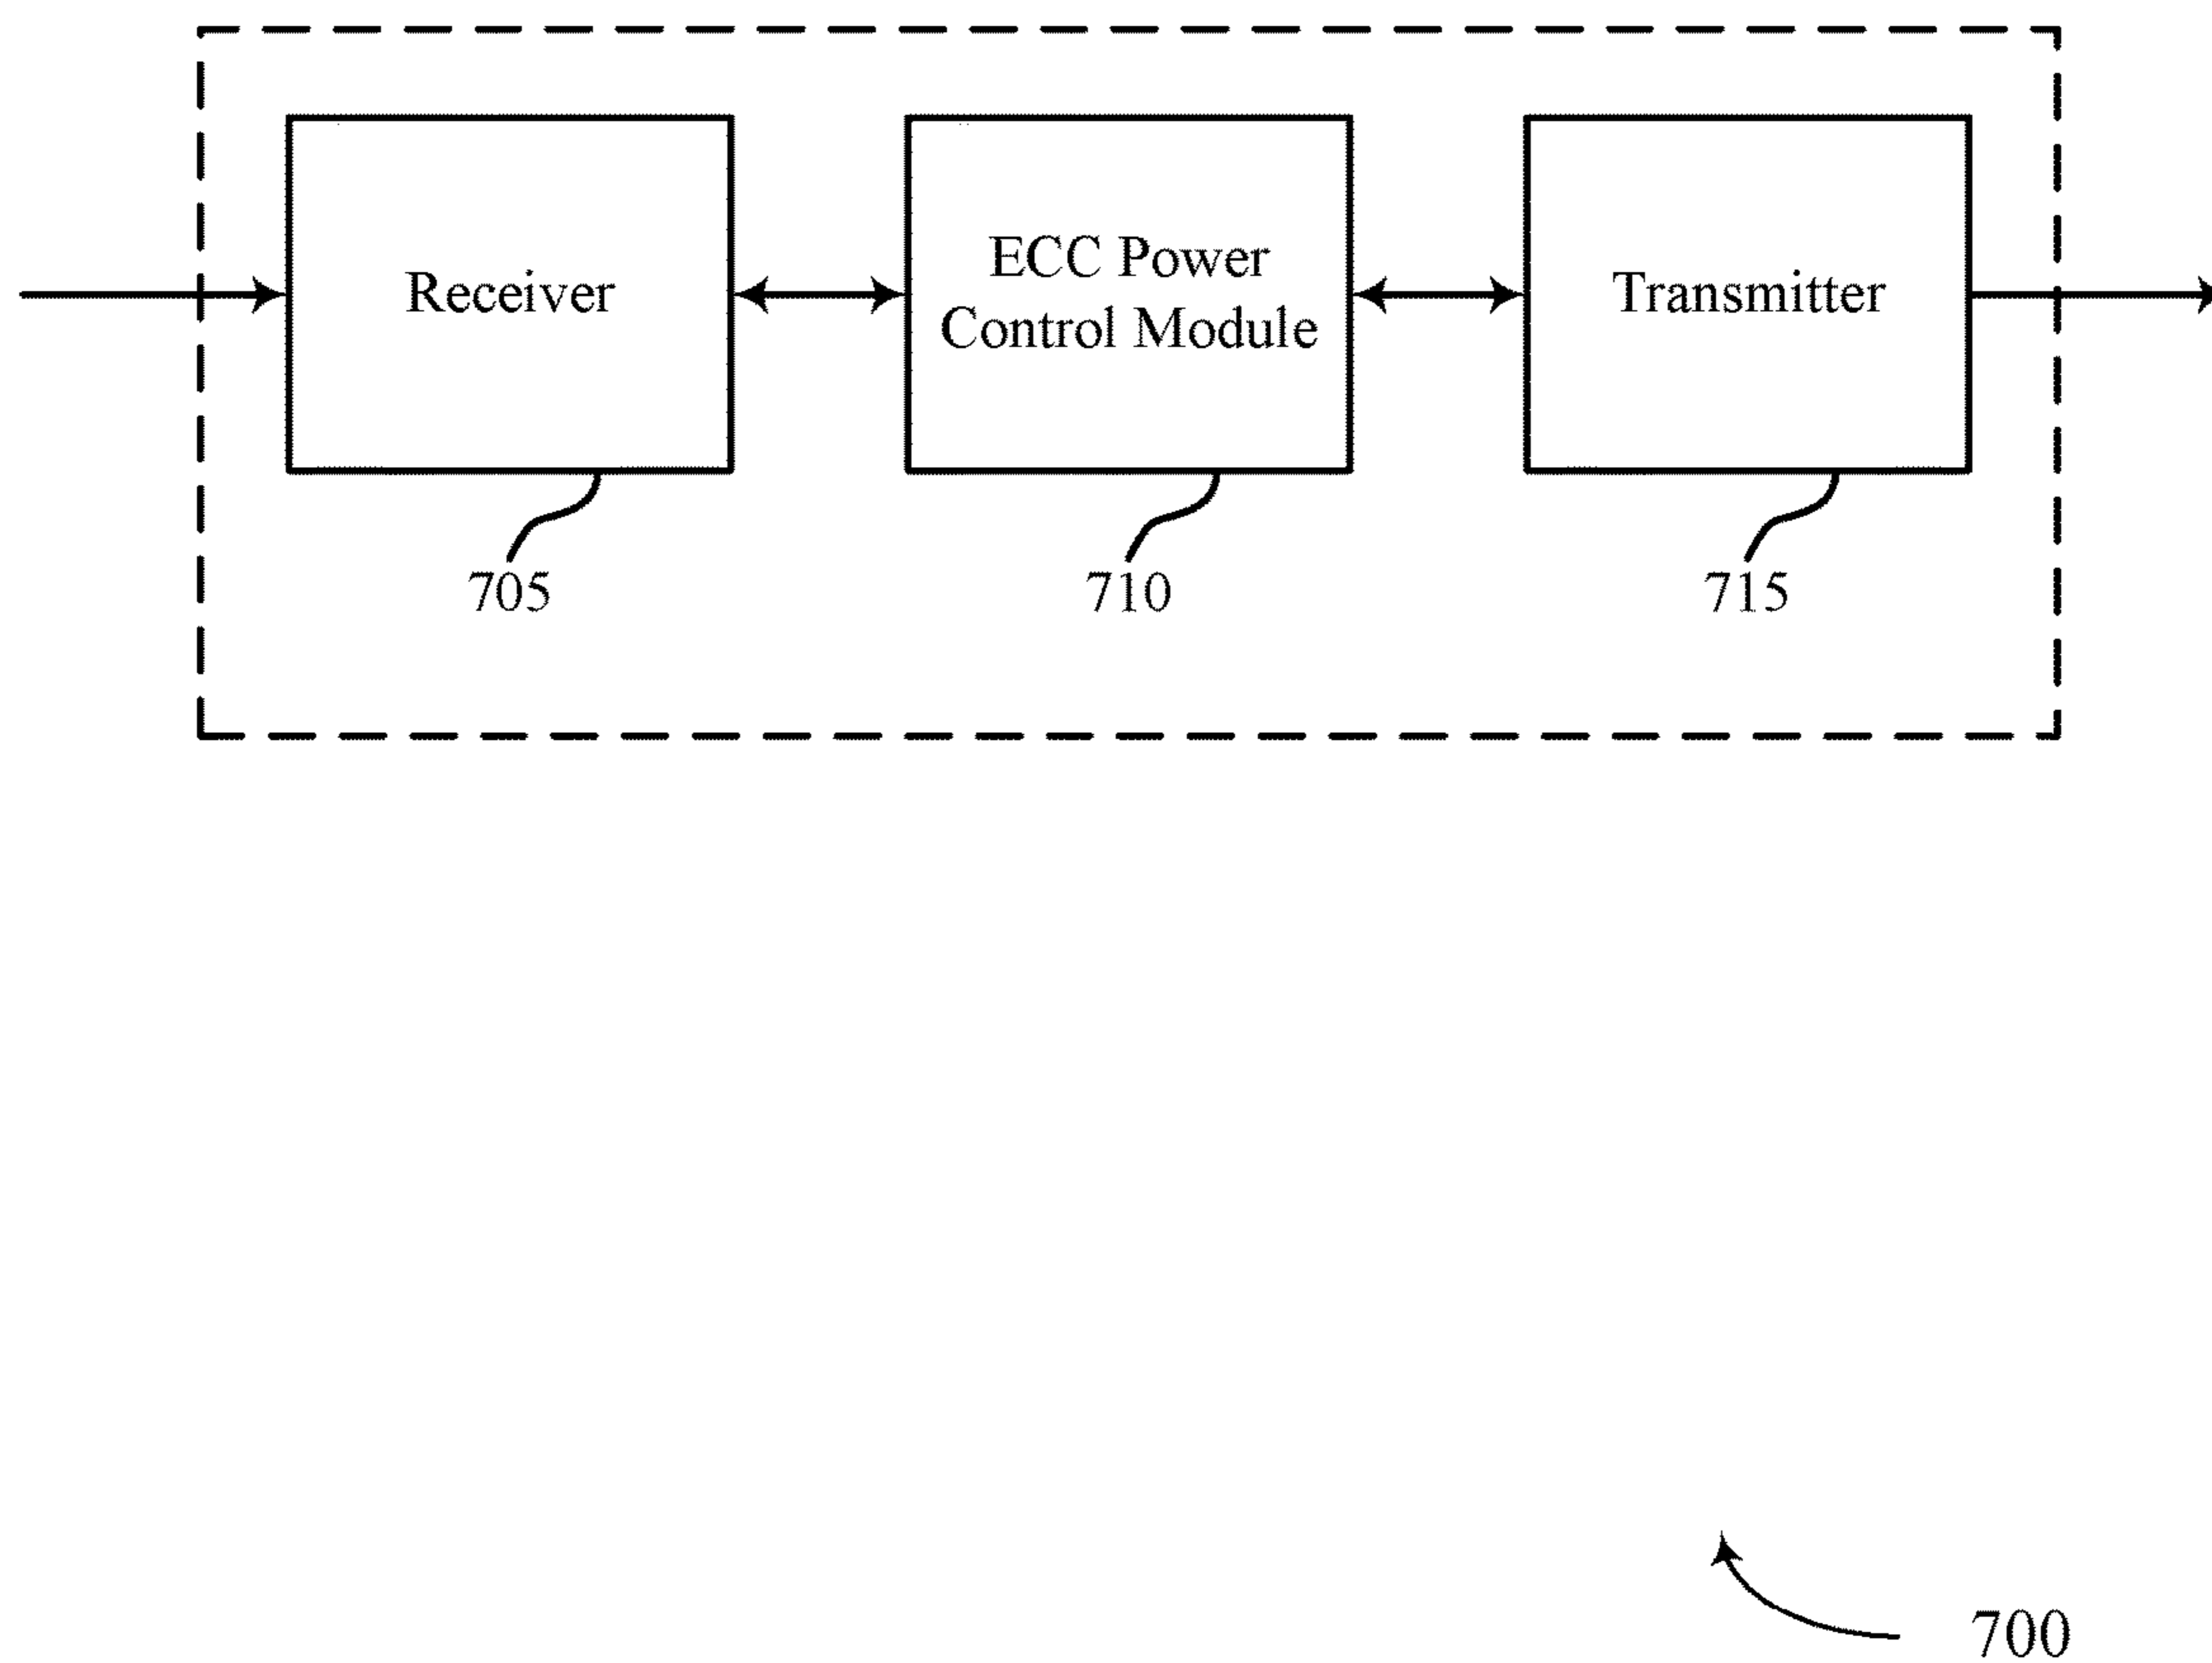 Receiver
ECC Power
Control Module
Transmitter
705
710
715
700